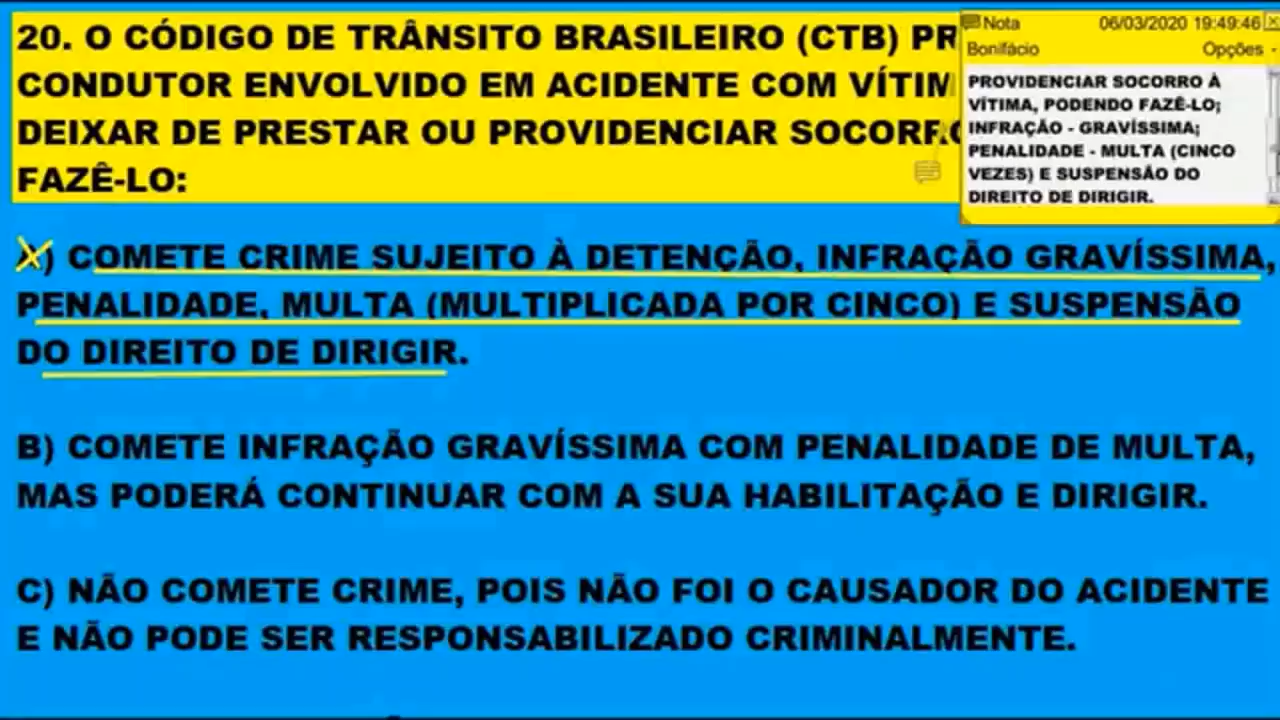 20. O CÓDIGO DE TRÂNSITO BRASILEIRO (CTB)
CONDUTOR ENVOLVIDO EM ACIDENTE COM
DEIXAR DE PRESTAR OU PROVIDENCIAR
FAZÊ-LO:
Nota 06/03/2020 19:49:46
Bonifácio Opções
PROVIDENCIAR SOCORRO À
VÍTIMA, PODENDO FAZÊ-LO;
INFRAÇÃO - GRAVÍSSIMA;
PENALIDADE - MULTA (CINCO
VEZES) E SUSPENSÃO DO
DIREITO DE DIRIGIR.
) COMETE CRIME SUJEITO À DETENÇÃO, INFRAÇÃO GRAVÍSSIMA,
PENALIDADE, MULTA (MULTIPLICADA POR CINCO) E SUSPENSÃO
DO DIREITO DE DIRIGIR.
B) COMETE INFRAÇÃO GRAVÍSSIMA COM PENALIDADE DE MULTA,
MAS PODERÁ CONTINUAR COM A SUA HABILITAÇÃO E DIRIGIR.
C) NÃO COMETE CRIME, POIS NÃO FOI O CAUSADOR DO ACIDENTE
E NÃO PODE SER RESPONSABILIZADO CRIMINALMENTE.